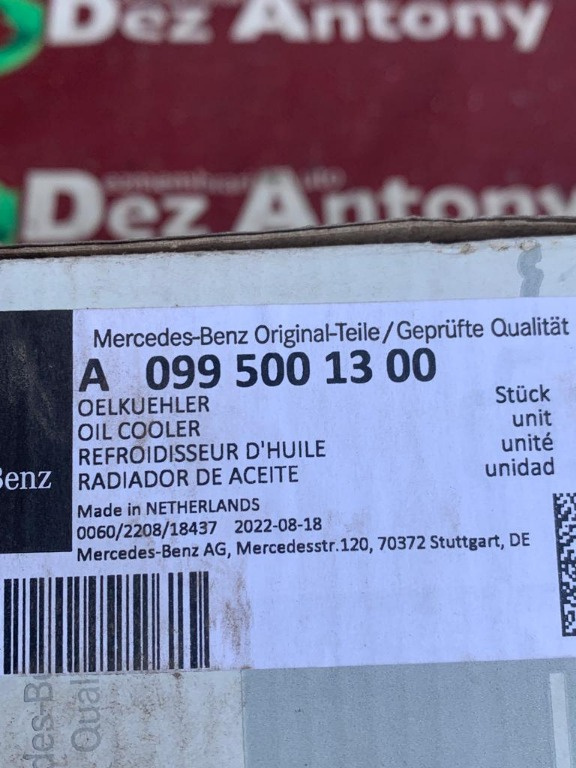 Dez Antony
Dez Antony
Mercedes-Benz Original-Teile/Geprüfte Qualität
A 099 500 13 00
OELKUEHLER
OIL COOLER
REFROIDISSEUR D'HUILE
RADIADOR DE ACEITE
Stück
unit
unité
unidad
Benz
Made in NETHERLANDS
0060/2208/18437 2022-08-18
Mercedes-Benz AG, Mercedesstr.120, 70372 Stuttgart, DE